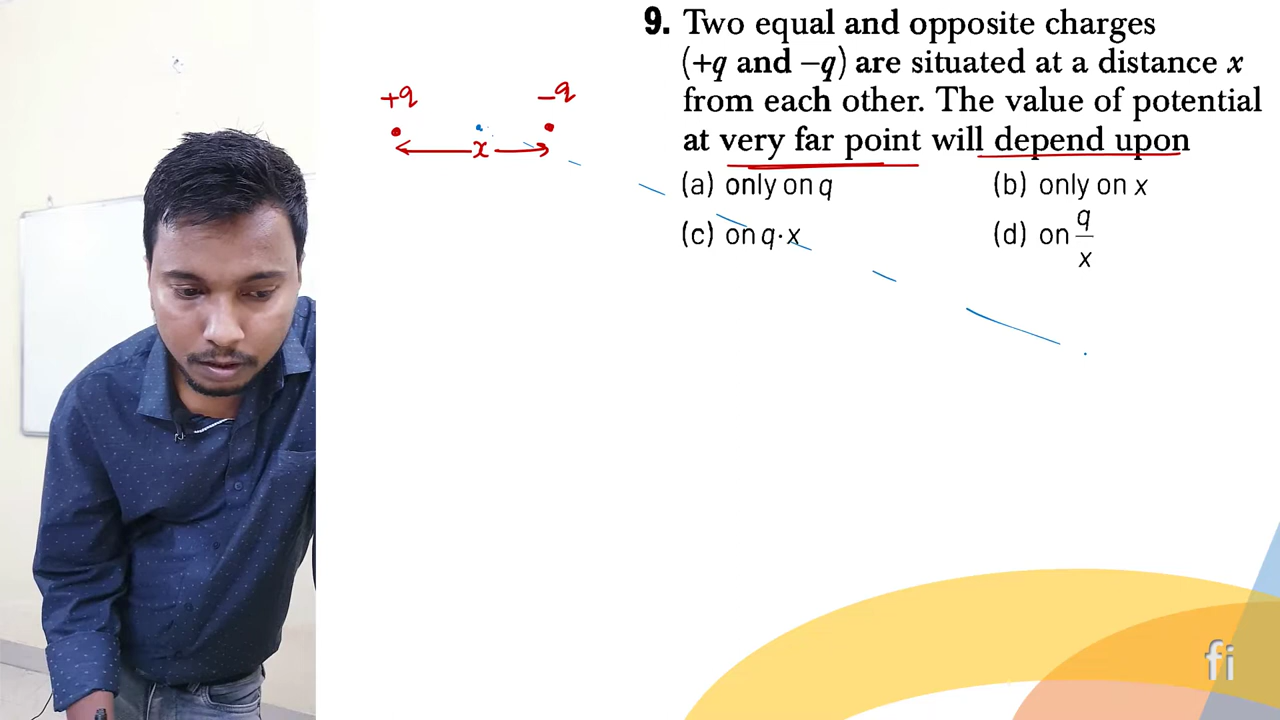 9. Two equal and opposite charges
(+q and −q) are situated at a distance x
from each other. The value of potential
at very far point will depend upon
(a) only on q (b) only on x
(c) on q·x (d) on q/x
+q −q
x
fi